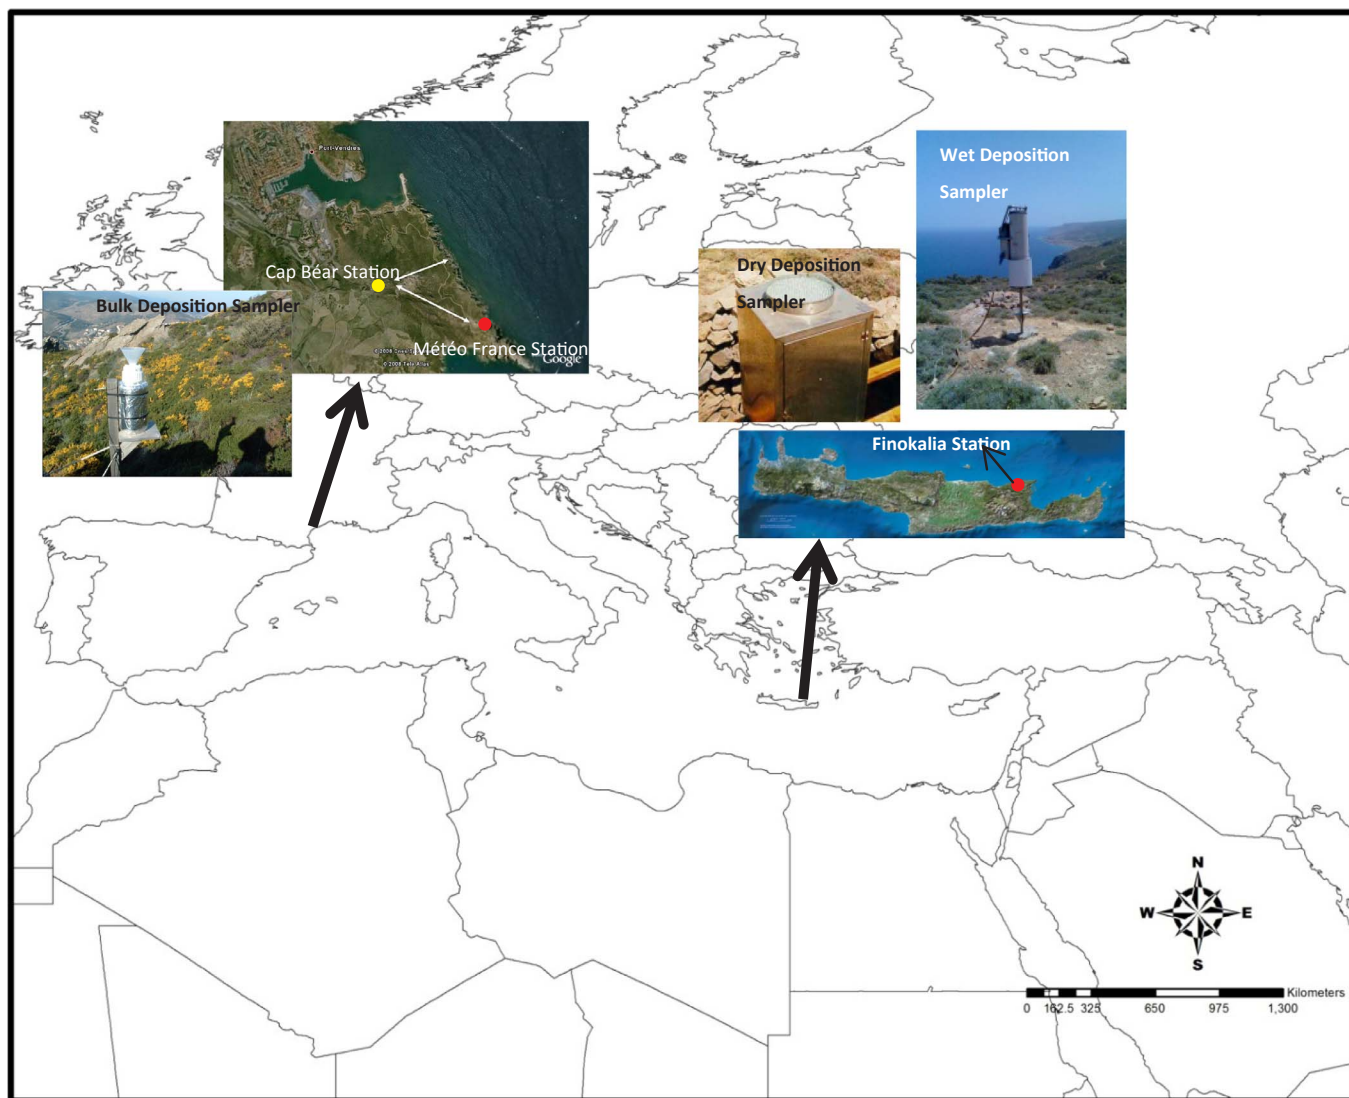 Port-Vendres
Wet Deposition
Sampler
Cap Béar Station
Dry Deposition
Sampler
Bulk Deposition Sampler
Météo France Station
Google
Finokalia Station
N
W
E
S
Kilometers
0 162.5 325 650 975 1,300